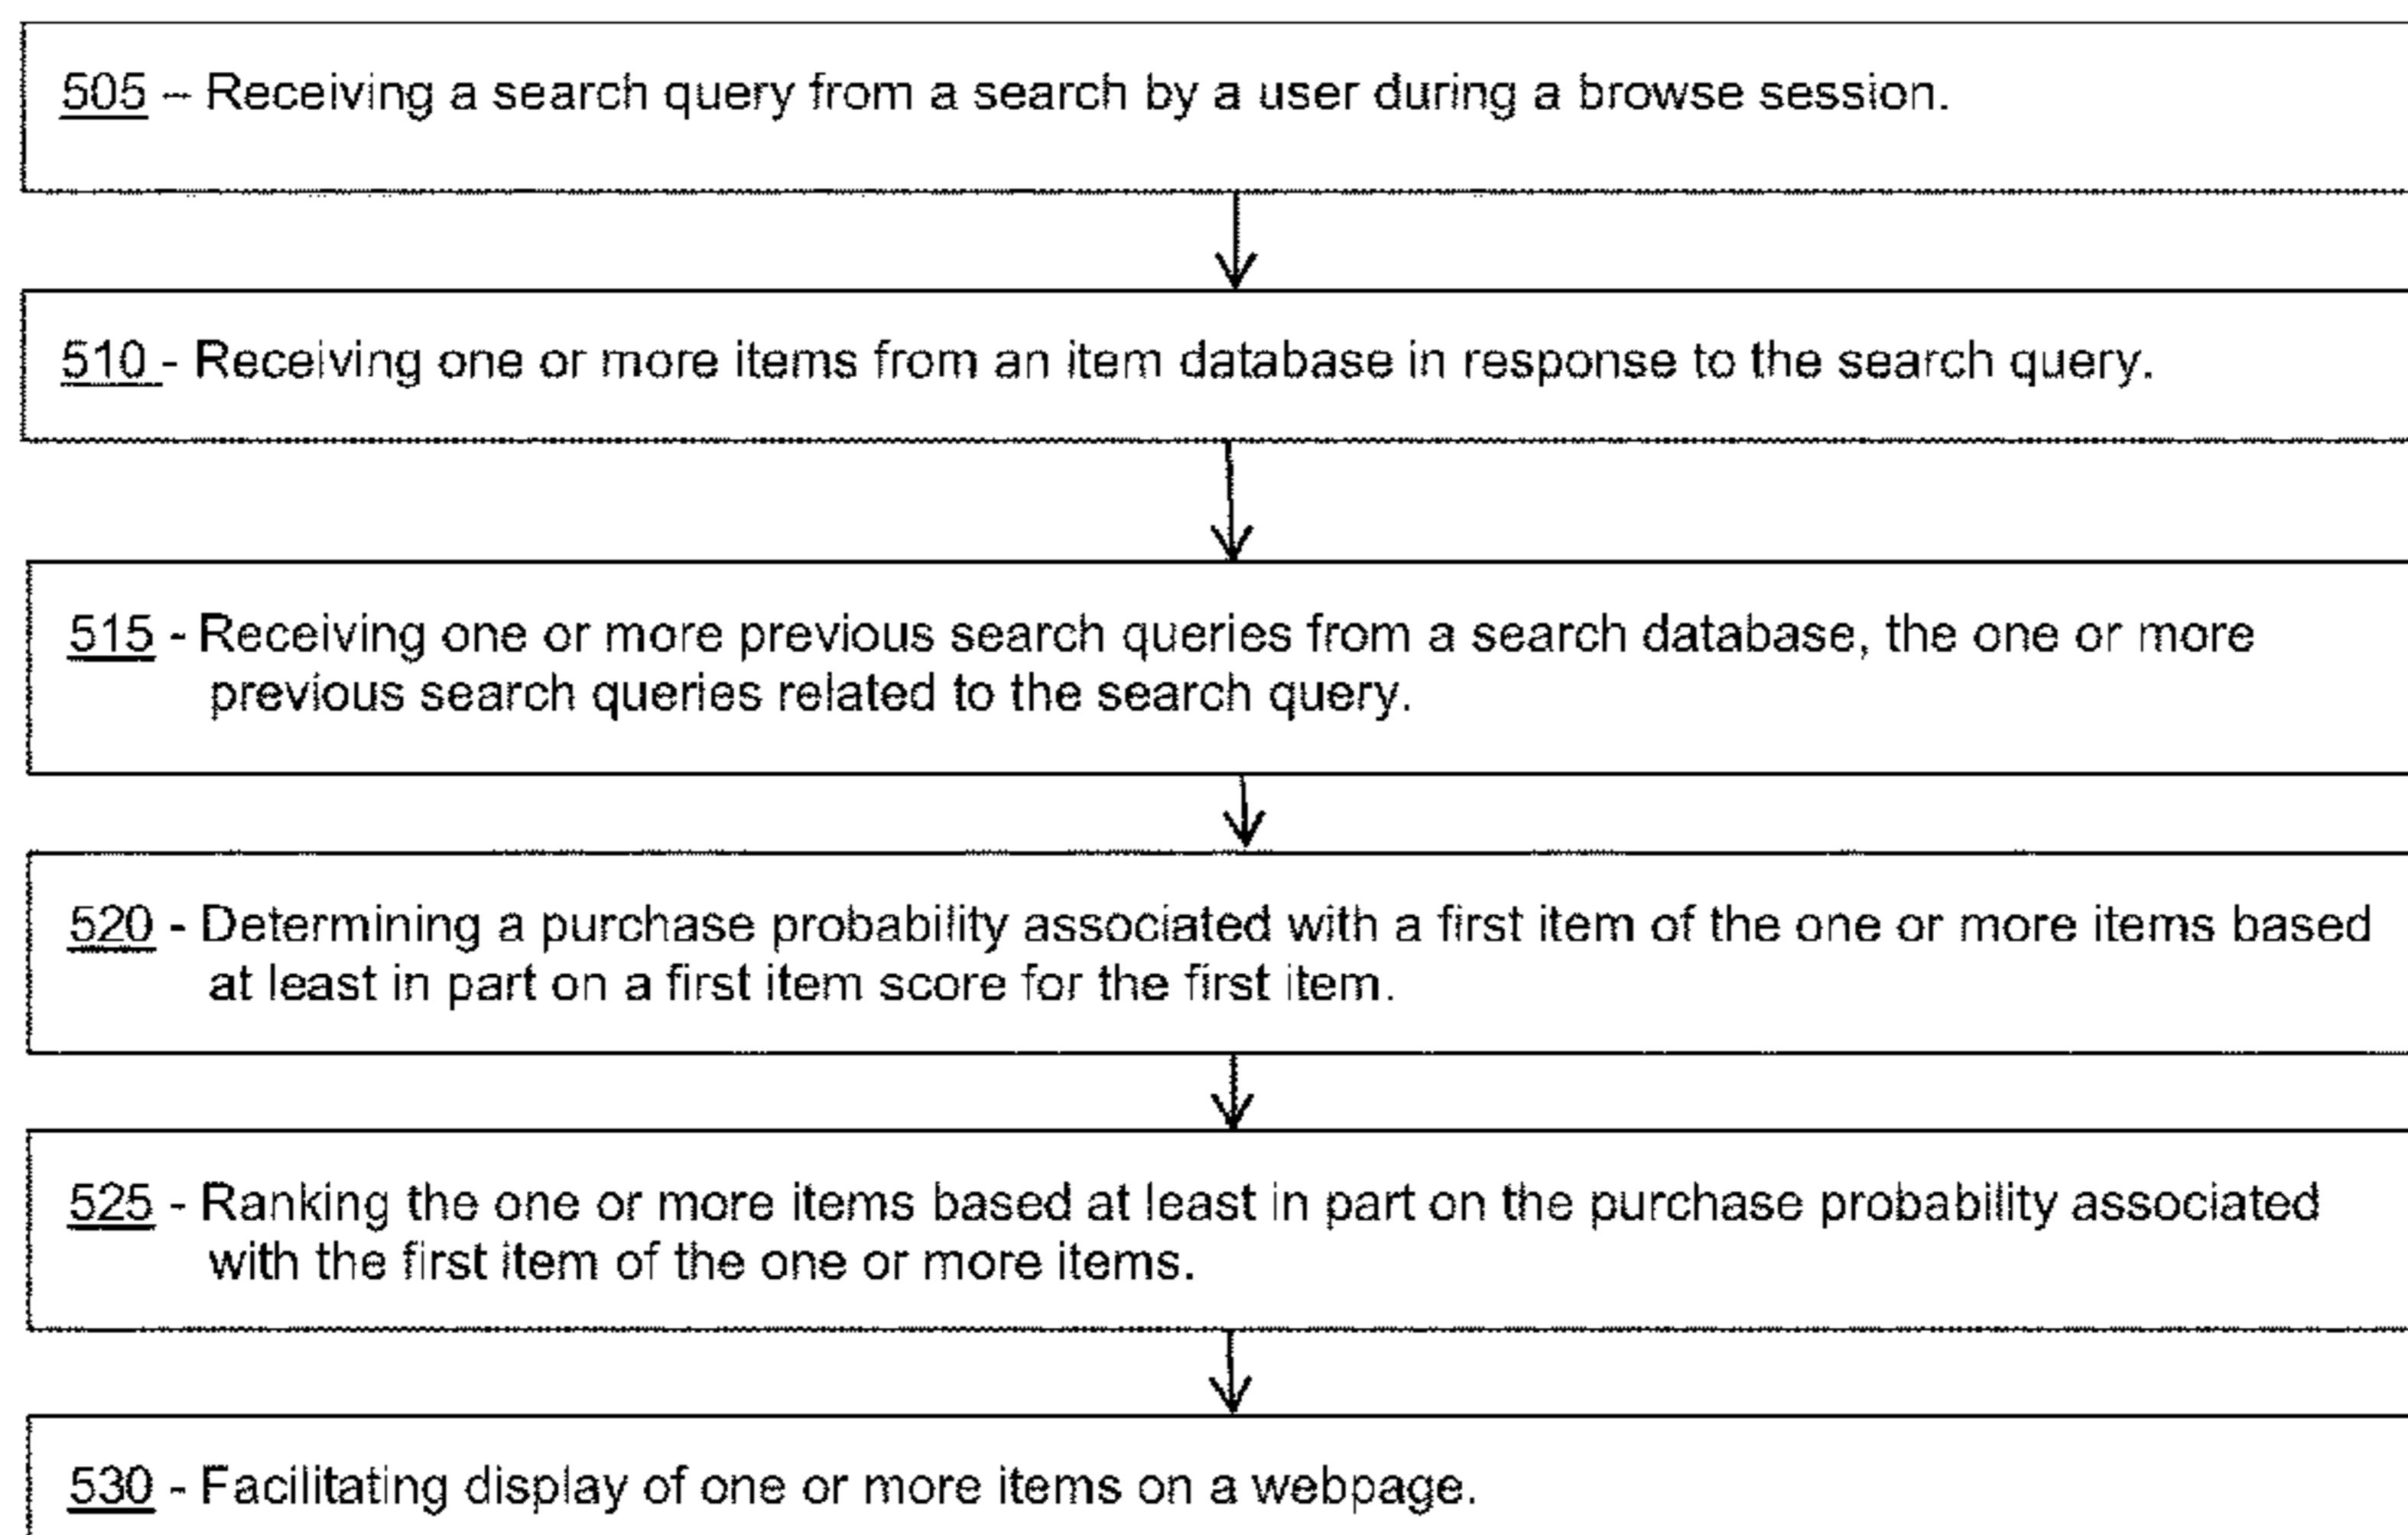 505 – Receiving a search query from a search by a user during a browse session.
510 - Receiving one or more items from an item database in response to the search query.
515 - Receiving one or more previous search queries from a search database, the one or more
previous search queries related to the search query.
520 - Determining a purchase probability associated with a first item of the one or more items based
at least in part on a first item score for the first item.
525 - Ranking the one or more items based at least in part on the purchase probability associated
with the first item of the one or more items.
530 - Facilitating display of one or more items on a webpage.